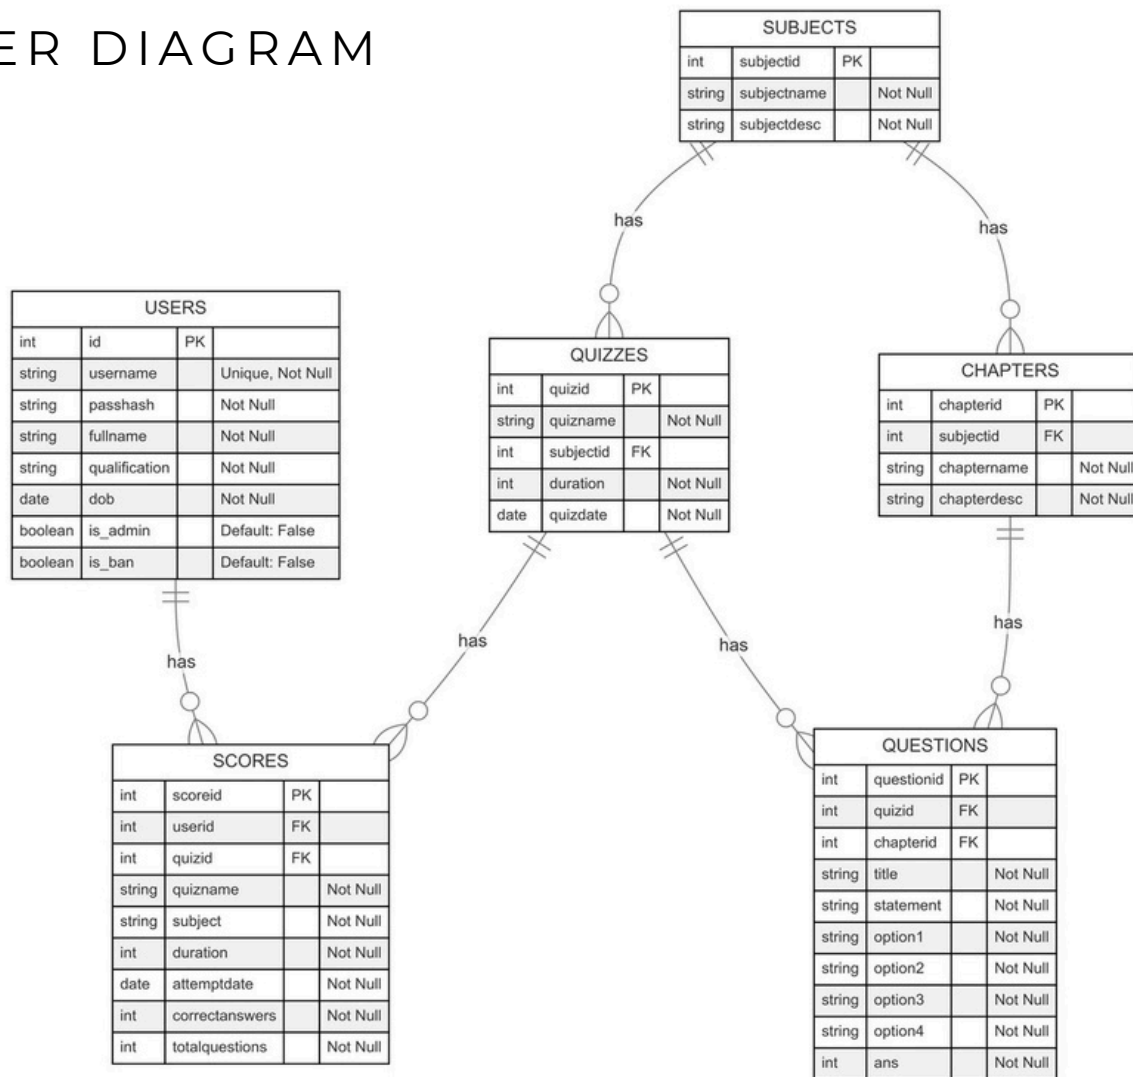 ER DIAGRAM
SUBJECTS
int subjectid PK
string subjectname Not Null
string subjectdesc Not Null
has
has
USERS
int id PK
string username Unique, Not Null
string passhash Not Null
string fullname Not Null
string qualification Not Null
date dob Not Null
boolean is_admin Default: False
boolean is_ban Default: False
QUIZZES
int quizid PK
string quizname Not Null
int subjectid FK
int duration Not Null
date quizdate Not Null
CHAPTERS
int chapterid PK
int subjectid FK
string chaptername Not Null
string chapterdesc Not Null
has
has
has
has
SCORES
int scoreid PK
int userid FK
int quizid FK
string quizname Not Null
string subject Not Null
int duration Not Null
date attemptdate Not Null
int correctanswers Not Null
int totalquestions Not Null
QUESTIONS
int questionid PK
int quizid FK
int chapterid FK
string title Not Null
string statement Not Null
string option1 Not Null
string option2 Not Null
string option3 Not Null
string option4 Not Null
int ans Not Null